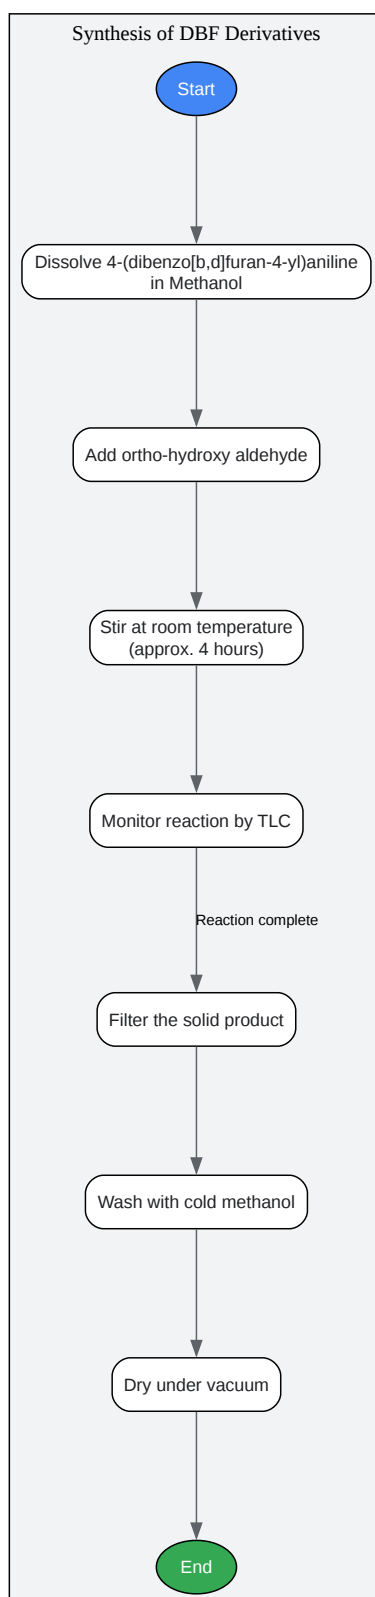 Synthesis of DBF Derivatives
Start
Dissolve 4-(dibenzo[b,d]furan-4-yl)aniline
in Methanol
Add ortho-hydroxy aldehyde
Stir at room temperature
(approx. 4 hours)
Monitor reaction by TLC
Reaction complete
Filter the solid product
Wash with cold methanol
Dry under vacuum
End